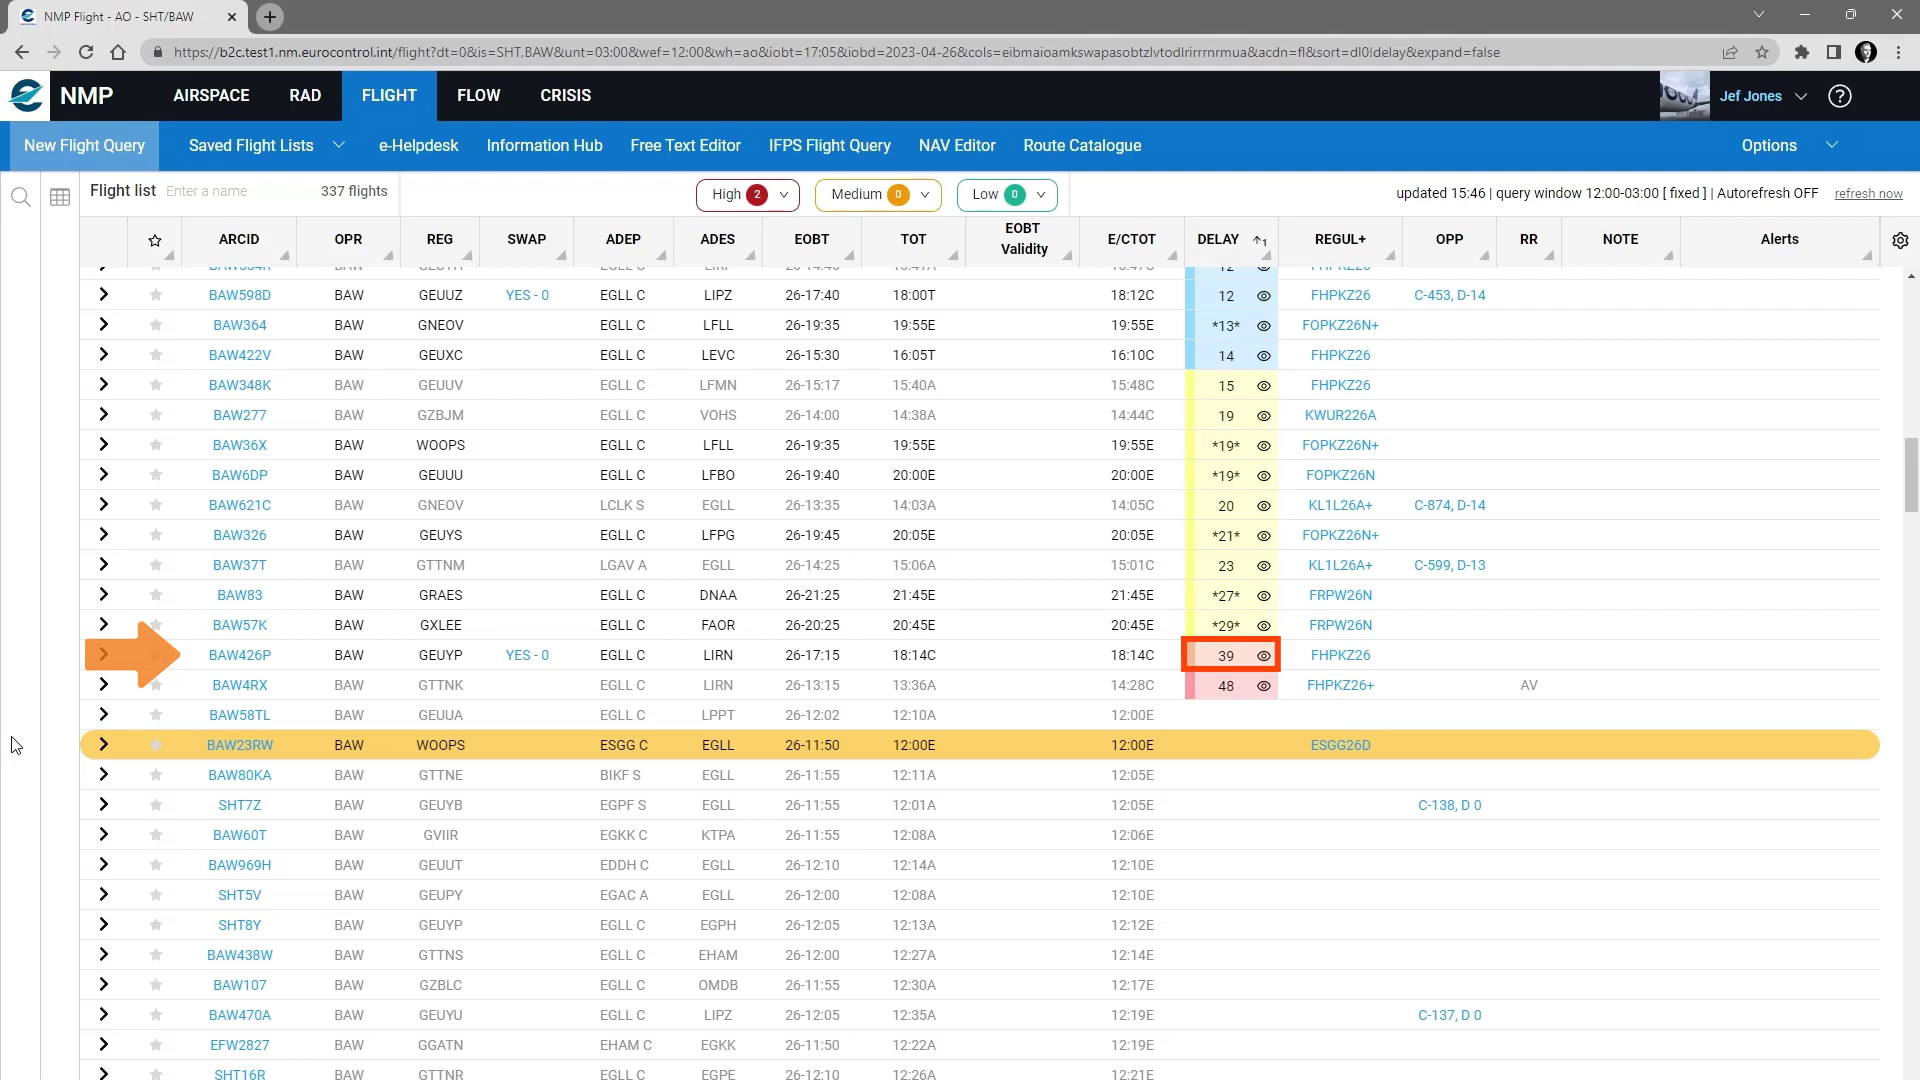 NMP Flight - AO - SHT/BAW
https://b2c.test1.nm.eurocontrol.int/flight?dt=0&is=SHT,BAW&unt=03:00&wef=12:00&wh=ao&iobt=17:05&iobd=2023-04-26&cols=eibmaioamkswapasobtzlvtodlrirrrnrmua&acdn=fl&sort=dl0!delay&expand=false
NMP AIRSPACE RAD FLIGHT FLOW CRISIS Jef Jones ?
New Flight Query Saved Flight Lists e-Helpdesk Information Hub Free Text Editor IFPS Flight Query NAV Editor Route Catalogue Options
Flight list Enter a name 337 flights High 2 Medium 0 Low 0 updated 15:46 | query window 12:00-03:00 [ fixed ] | Autorefresh OFF refresh now
ARCID OPR REG SWAP ADEP ADES EOBT TOT EOBT Validity E/CTOT DELAY 1 REGUL+ OPP RR NOTE Alerts
BAW598D BAW GEUUZ YES - 0 EGLL C LIPZ 26-17:40 18:00T 18:12C 12 FHPKZ26 C-453, D-14
BAW364 BAW GNEOV EGLL C LFLL 26-19:35 19:55E 19:55E *13* FOPKZ26N+
BAW422V BAW GEUXC EGLL C LEVC 26-15:30 16:05T 16:10C 14 FHPKZ26
BAW348K BAW GEUUV EGLL C LFMN 26-15:17 15:40A 15:48C 15 FHPKZ26
BAW277 BAW GZBJM EGLL C VOHS 26-14:00 14:38A 14:44C 19 KWUR226A
BAW36X BAW WOOPS EGLL C LFLL 26-19:35 19:55E 19:55E *19* FOPKZ26N+
BAW6DP BAW GEUUU EGLL C LFBO 26-19:40 20:00E 20:00E *19* FOPKZ26N
BAW621C BAW GNEOV LCLK S EGLL 26-13:35 14:03A 14:05C 20 KL1L26A+ C-874, D-14
BAW326 BAW GEUYS EGLL C LFPG 26-19:45 20:05E 20:05E *21* FOPKZ26N+
BAW37T BAW GTTNM LGAV A EGLL 26-14:25 15:06A 15:01C 23 KL1L26A+ C-599, D-13
BAW83 BAW GRAES EGLL C DNAA 26-21:25 21:45E 21:45E *27* FRPW26N
BAW57K BAW GXLEE EGLL C FAOR 26-20:25 20:45E 20:45E *29* FRPW26N
BAW426P BAW GEUYP YES - 0 EGLL C LIRN 26-17:15 18:14C 18:14C 39 FHPKZ26
BAW4RX BAW GTTNK EGLL C LIRN 26-13:15 13:36A 14:28C 48 FHPKZ26+ AV
BAW58TL BAW GEUUA EGLL C LPPT 26-12:02 12:10A 12:00E
BAW23RW BAW WOOPS ESGG C EGLL 26-11:50 12:00E 12:00E ESGG26D
BAW80KA BAW GTTNE BIKF S EGLL 26-11:55 12:11A 12:05E
SHT7Z BAW GEUYB EGPF S EGLL 26-11:55 12:01A 12:05E C-138, D 0
BAW60T BAW GVIIR EGKK C KTPA 26-11:55 12:08A 12:06E
BAW969H BAW GEUUT EDDH C EGLL 26-12:10 12:14A 12:10E
SHT5V BAW GEUPY EGAC A EGLL 26-12:00 12:08A 12:10E
SHT8Y BAW GEUYP EGLL C EGPH 26-12:05 12:13A 12:12E
BAW438W BAW GTTNS EGLL C EHAM 26-12:00 12:27A 12:14E
BAW107 BAW GZBLC EGLL C OMDB 26-11:55 12:30A 12:17E
BAW470A BAW GEUYU EGLL C LIPZ 26-12:05 12:35A 12:19E C-137, D 0
EFW2827 BAW GGATN EHAM C EGKK 26-11:50 12:22A 12:19E
SHT16R BAW GTTNR EGLL C EGPE 26-12:10 12:26A 12:21E